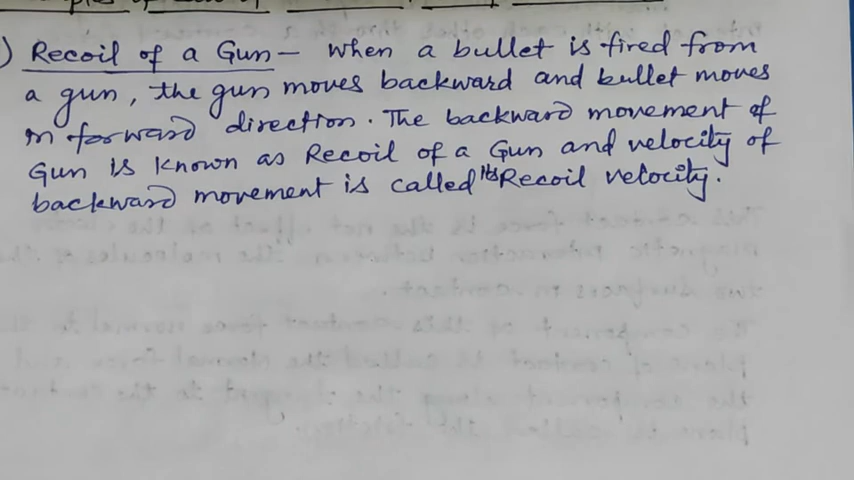 ) Recoil of a Gun - When a bullet is fired from
a gun, the gun moves backward and bullet moves
in forward direction. The backward movement of
Gun is known as Recoil of a Gun and velocity of
backward movement is called its Recoil velocity.